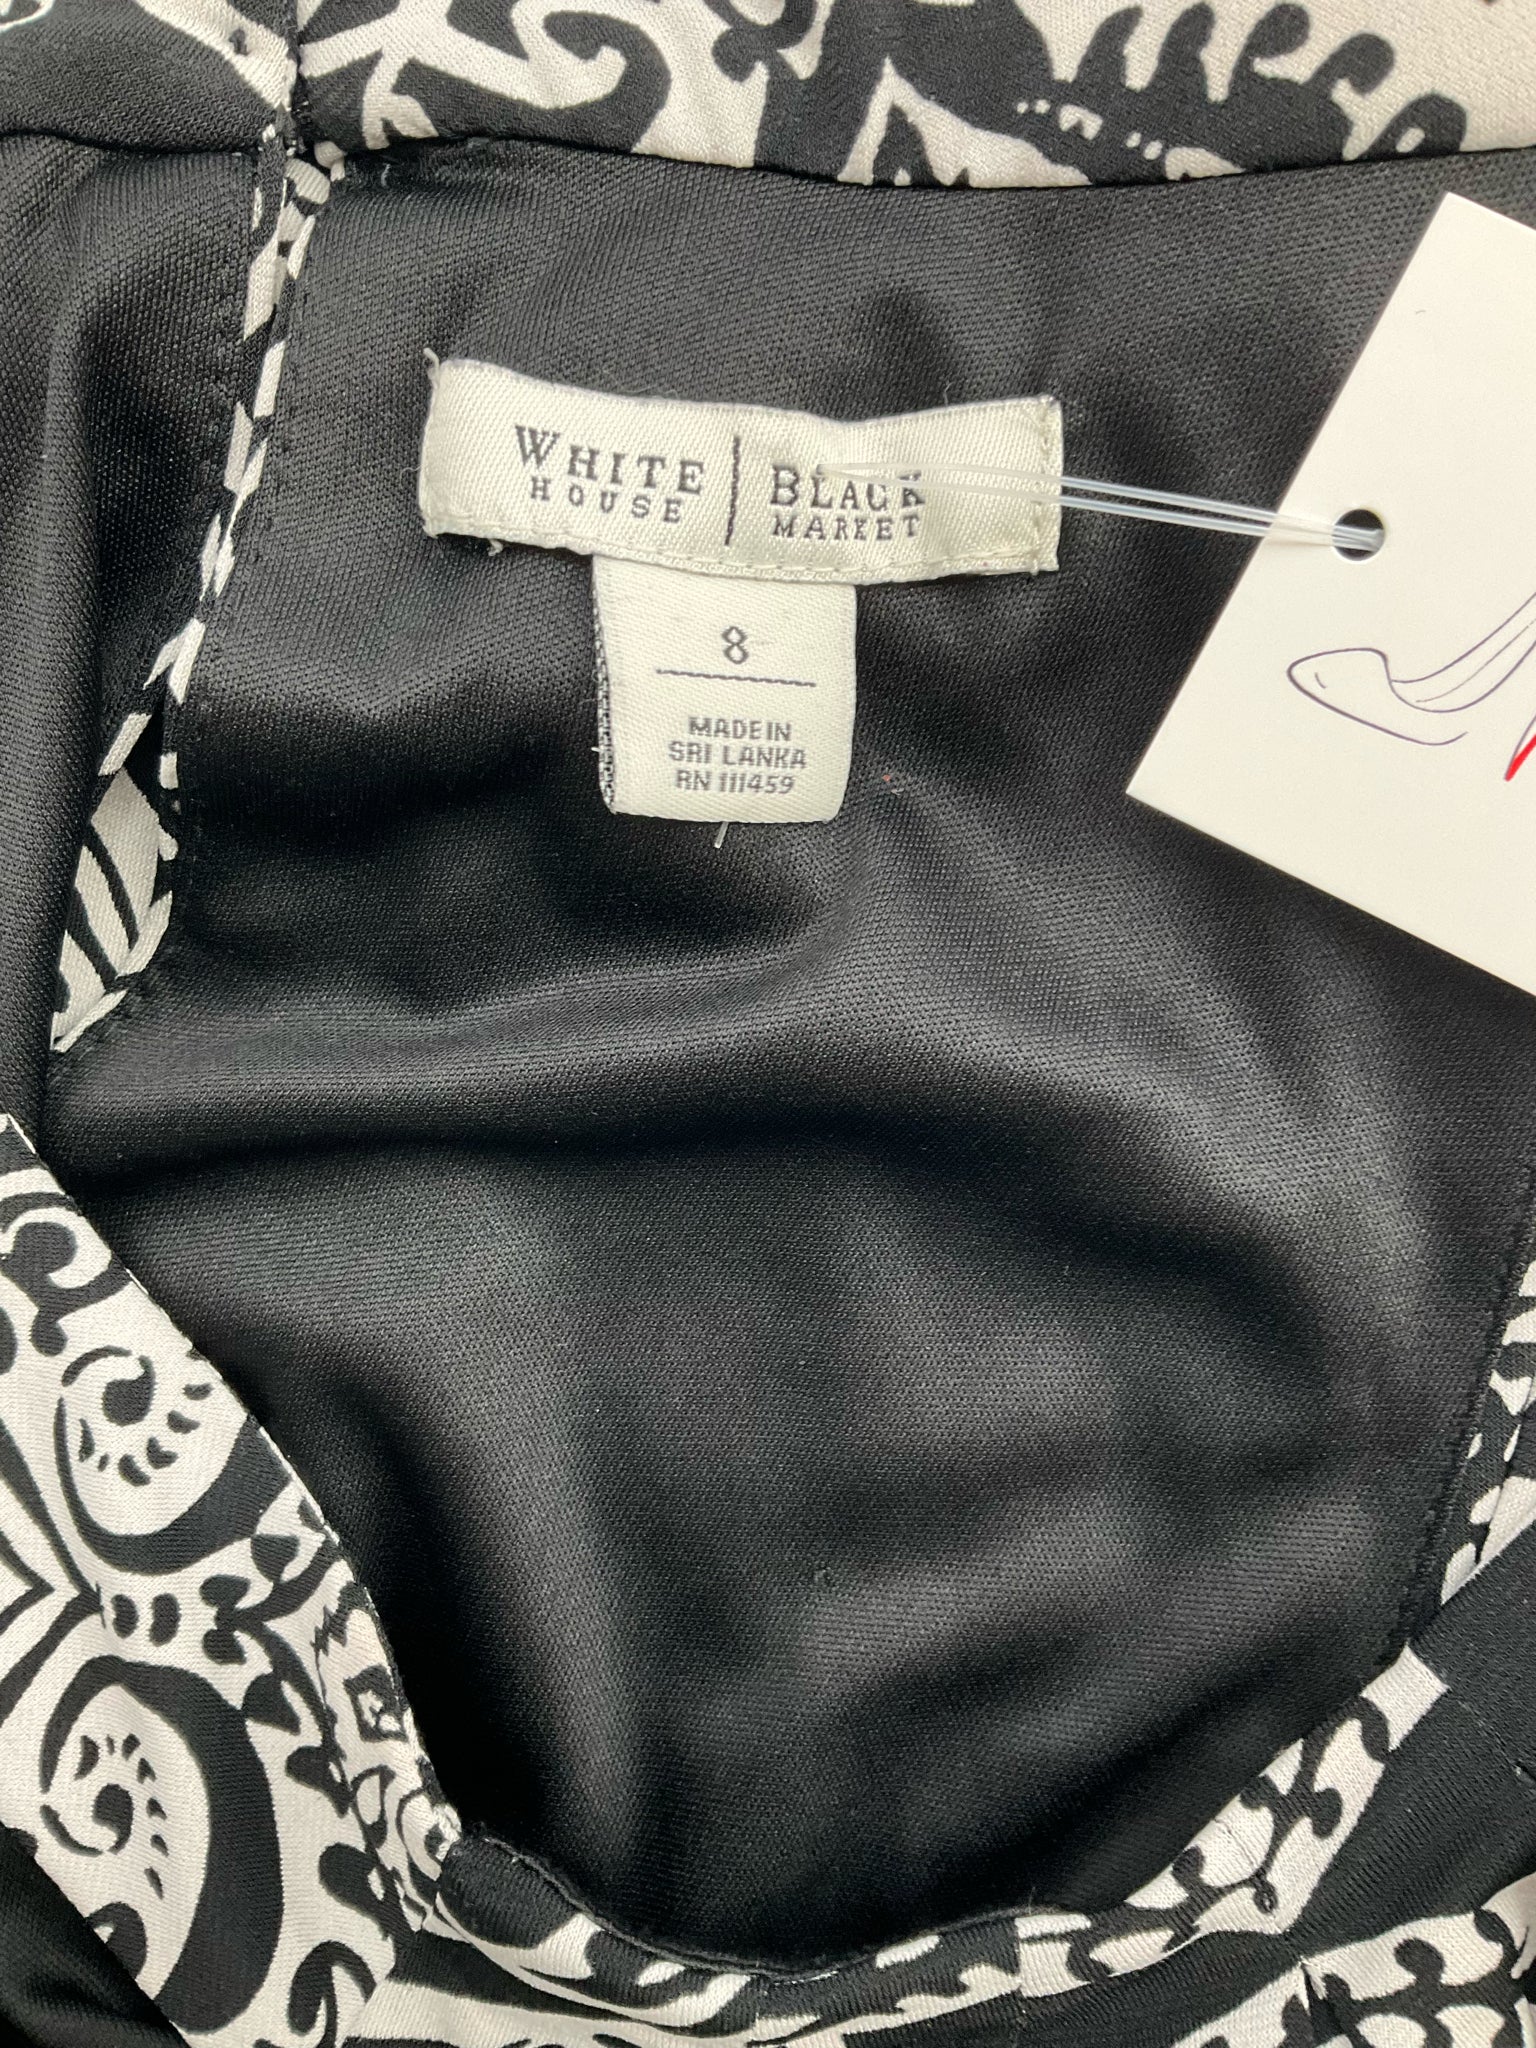 WHITE HOUSE | BLACK MARKET
8
MADE IN
SRI LANKA
RN 111459